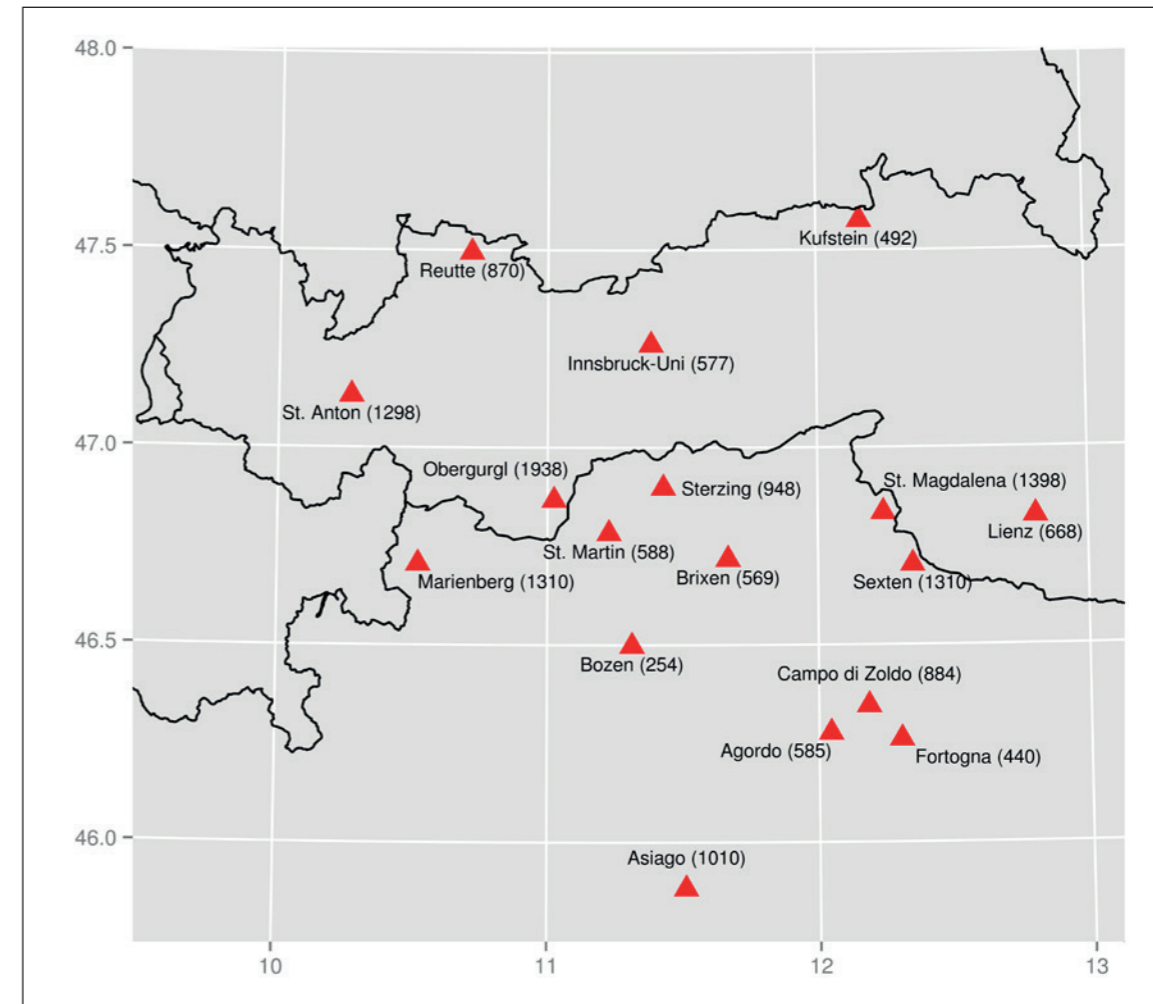 48.0
Kufstein (492)
47.5
Reutte (870)
Innsbruck-Uni (577)
St. Anton (1298)
47.0
Obergurgl (1938)
St. Magdalena (1398)
Sterzing (948)
Lienz (668)
St. Martin (588)
Brixen (569)
Marienberg (1310)
Sexten (1310)
46.5
Bozen (254)
Campo di Zoldo (884)
Agordo (585)
Fortogna (440)
46.0
Asiago (1010)
10 11 12 13